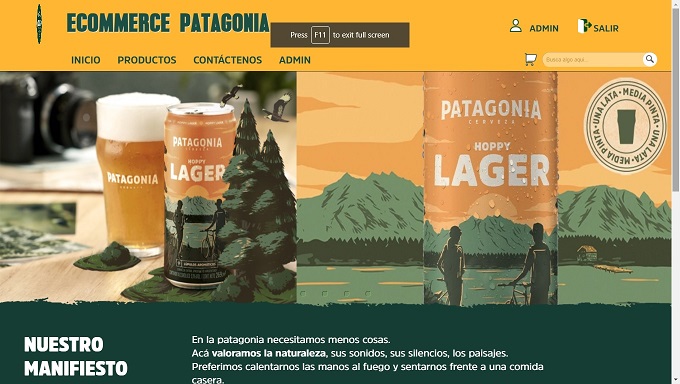 ECOMMERCE PATAGONIA
Press F11 to exit full screen
ADMIN
SALIR
INICIO PRODUCTOS CONTÁCTENOS ADMIN
Busca algo aquí...
PATAGONIA
PATAGONIA
HOPPY
LAGER
PATAGONIA
CERVEZA
HOPPY
LAGER
UNA LATA • MEDIA PINTA • UNA LATA • MEDIA PINTA •
NUESTRO
MANIFIESTO
En la patagonia necesitamos menos cosas.
Acá valoramos la naturaleza, sus sonidos, sus silencios, los paisajes.
Preferimos calentarnos las manos al fuego y sentarnos frente a una comida
casera.